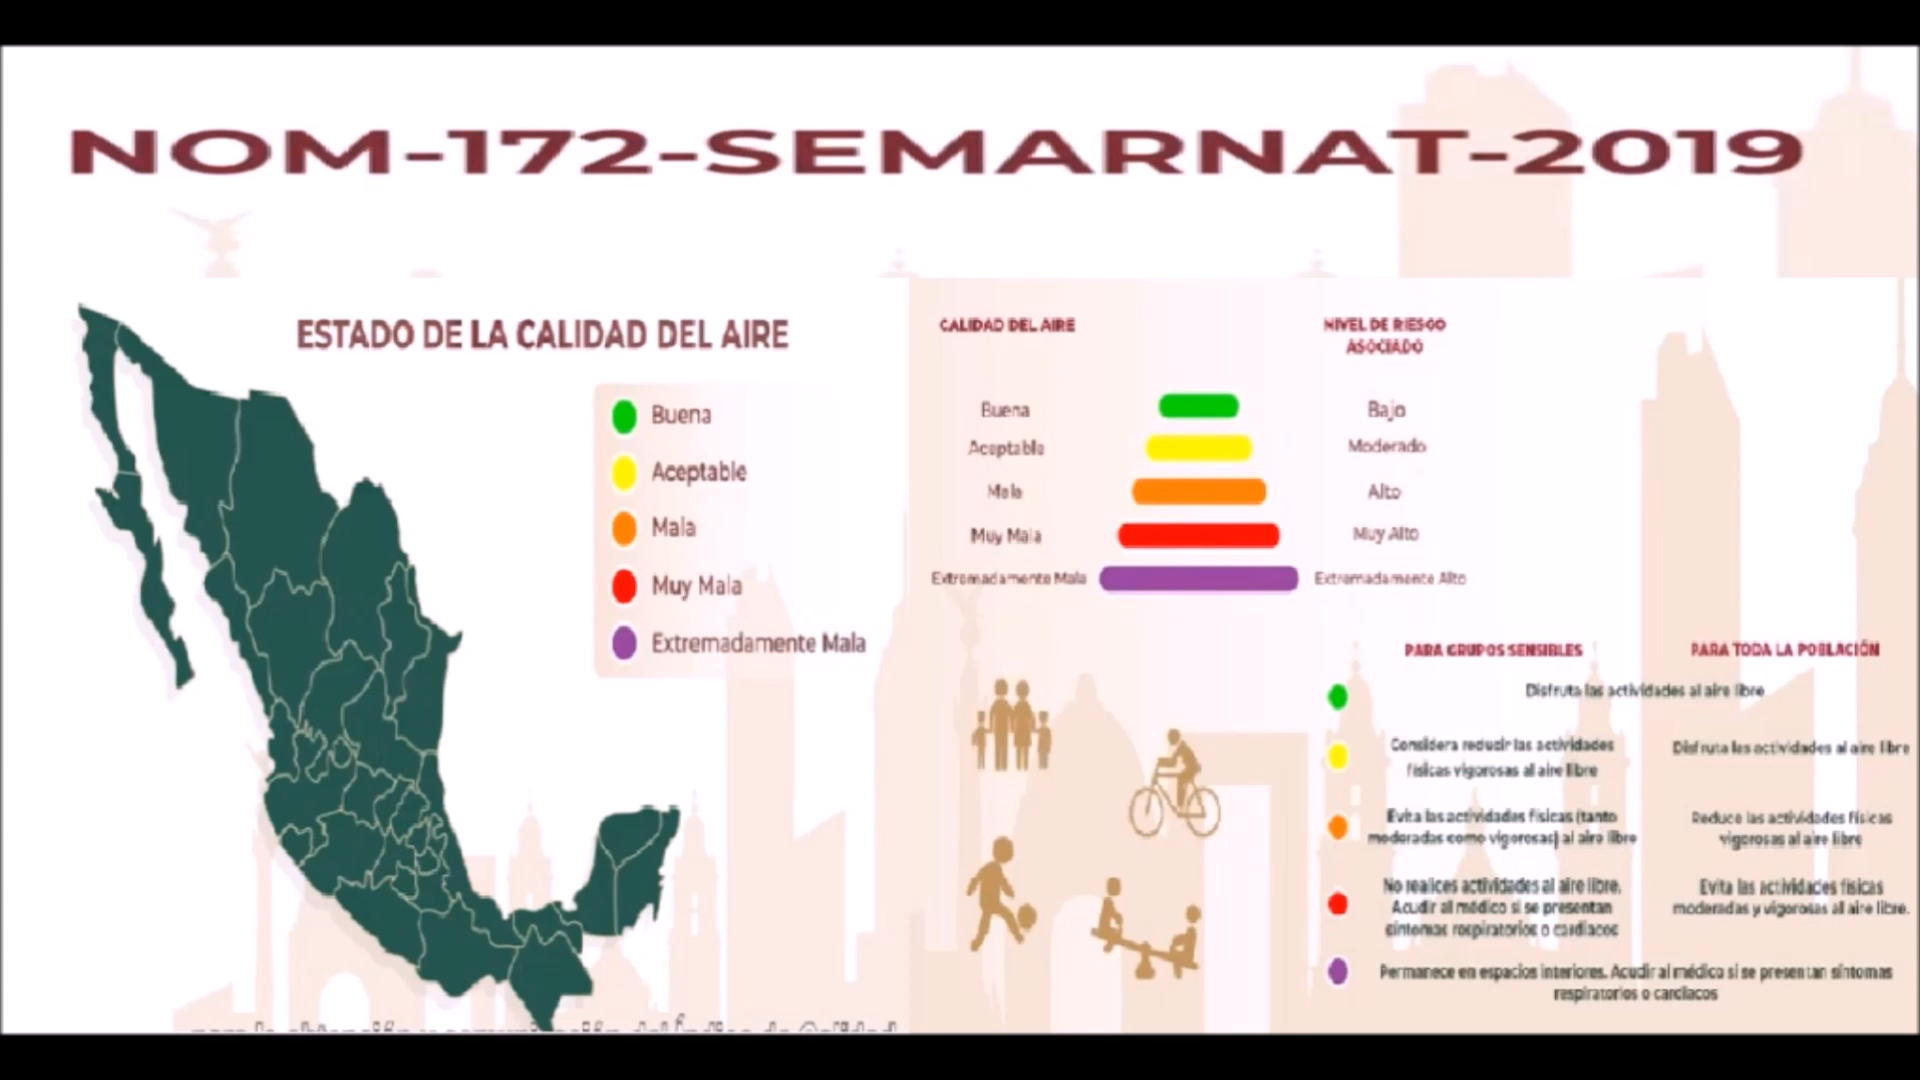 NOM-172-SEMARNAT-2019
ESTADO DE LA CALIDAD DEL AIRE
Buena
Aceptable
Mala
Muy Mala
Extremadamente Mala
CALIDAD DEL AIRE
NIVEL DE RIESGO
ASOCIADO
Buena
Bajo
Aceptable
Moderado
Mala
Alto
Muy Mala
Muy Alto
Extremadamente Mala
Extremadamente Alto
PARA GRUPOS SENSIBLES
PARA TODA LA POBLACIÓN
Disfruta las actividades al aire libre
Considera reducir las actividades
físicas vigorosas al aire libre
Disfruta las actividades al aire libre
Evita las actividades físicas (tanto
moderadas como vigorosas) al aire libre
Reduce las actividades físicas
vigorosas al aire libre
No realices actividades al aire libre.
Acudir al médico si se presentan
síntomas respiratorios o cardiacos
Evita las actividades físicas
moderadas y vigorosas al aire libre.
Permanece en espacios interiores. Acudir al médico si se presentan síntomas
respiratorios o cardiacos